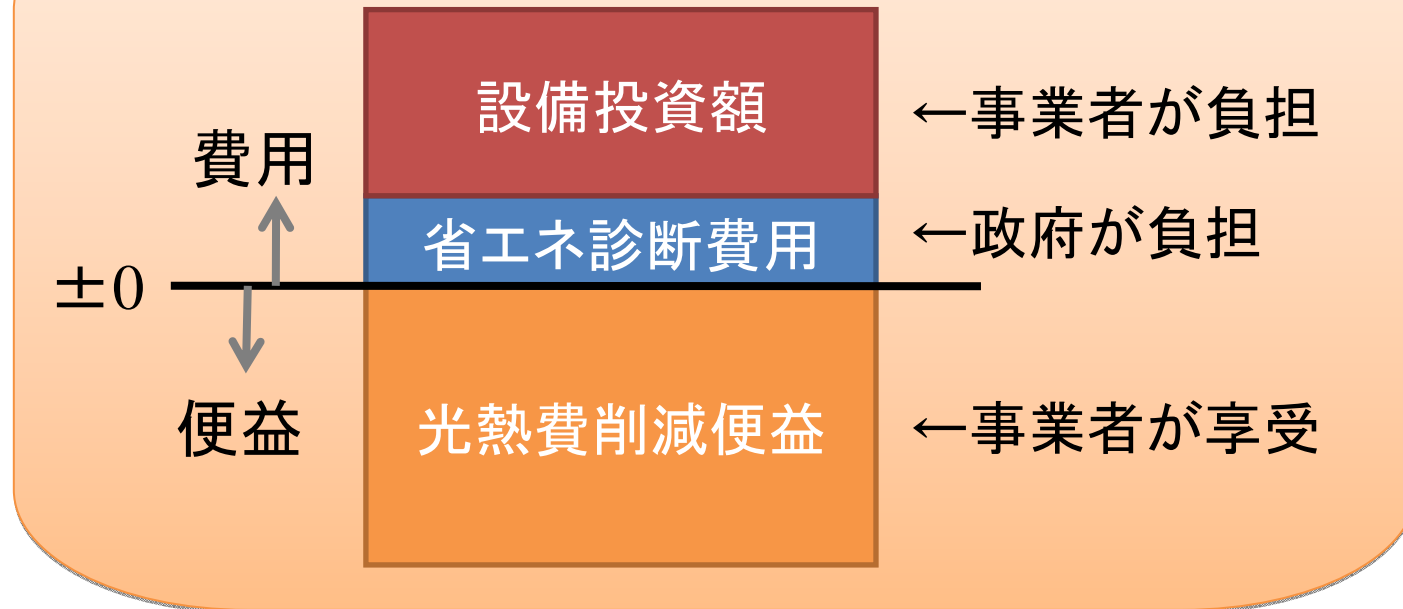 設備投資額
←事業者が負担
費用
省エネ診断費用
←政府が負担
±0
便益
光熱費削減便益
←事業者が享受